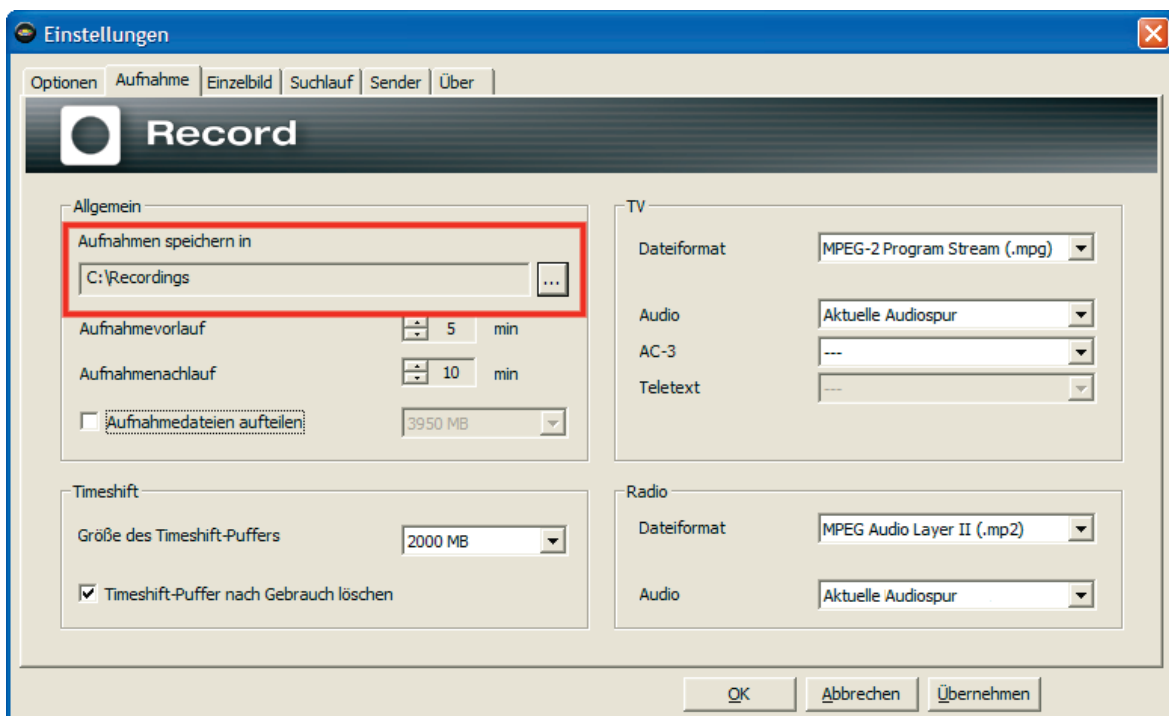 Einstellungen
Optionen Aufnahme Einzelbild Suchlauf Sender Über
Record
Allgemein
Aufnahmen speichern in
C:\Recordings
...
Aufnahmevorlauf 5 min
Aufnahmenachlauf 10 min
Aufnahmedateien aufteilen 3950 MB
Timeshift
Größe des Timeshift-Puffers 2000 MB
Timeshift-Puffer nach Gebrauch löschen
TV
Dateiformat MPEG-2 Program Stream (.mpg)
Audio Aktuelle Audiospur
AC-3 ---
Teletext ---
Radio
Dateiformat MPEG Audio Layer II (.mp2)
Audio Aktuelle Audiospur
OK Abbrechen Übernehmen